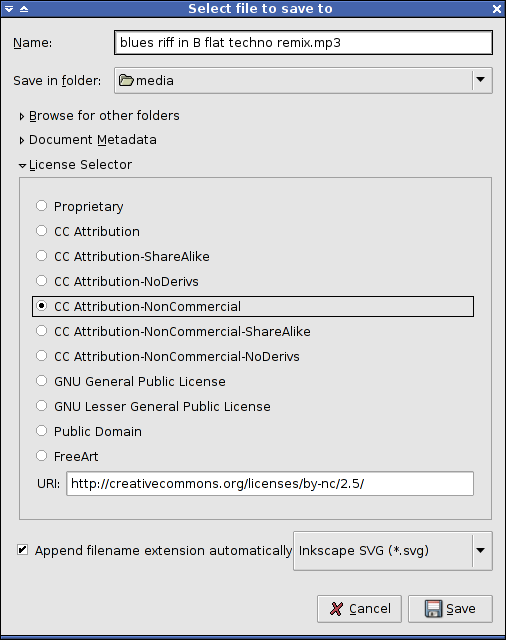 Select file to save to
Name: blues riff in B flat techno remix.mp3
Save in folder: media
Browse for other folders
Document Metadata
License Selector
Proprietary
CC Attribution
CC Attribution-ShareAlike
CC Attribution-NoDerivs
CC Attribution-NonCommercial
CC Attribution-NonCommercial-ShareAlike
CC Attribution-NonCommercial-NoDerivs
GNU General Public License
GNU Lesser General Public License
Public Domain
FreeArt
URI: http://creativecommons.org/licenses/by-nc/2.5/
Append filename extension automatically Inkscape SVG (*.svg)
Cancel Save